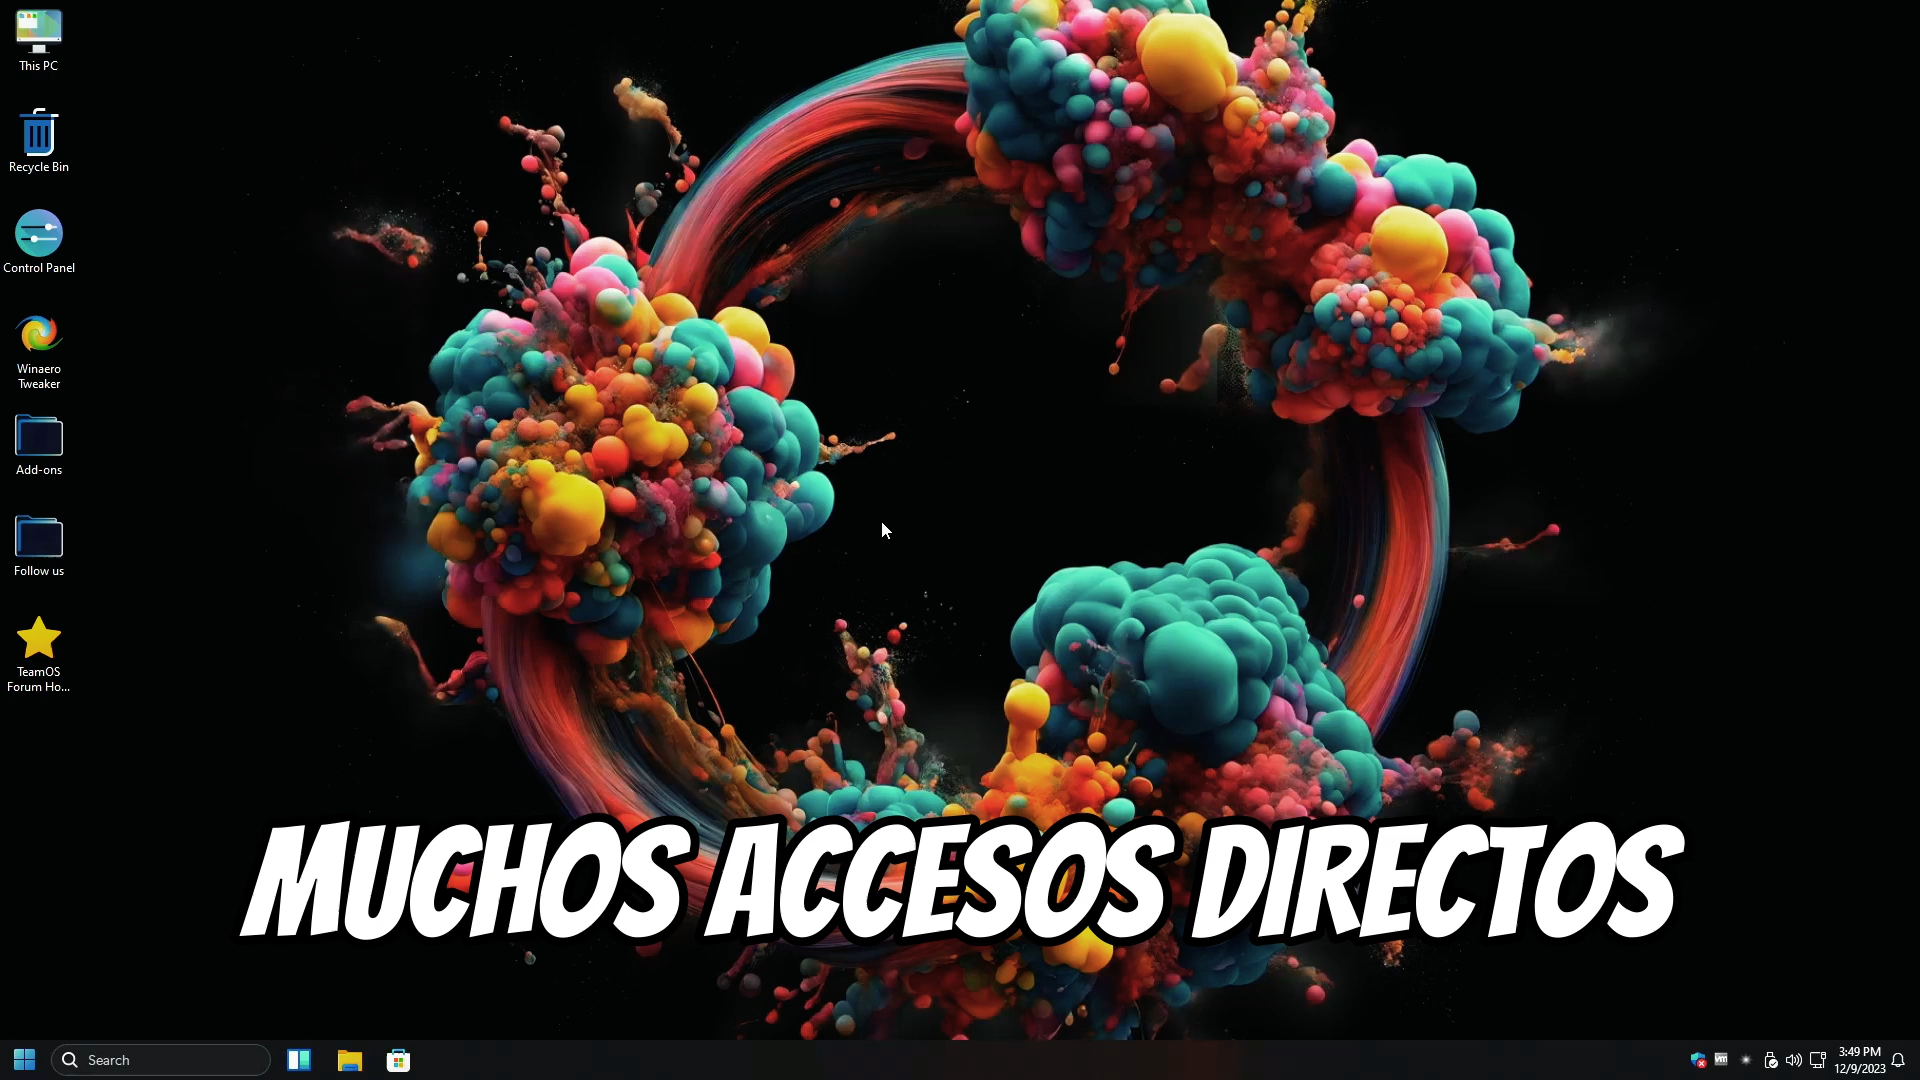 This PC
Recycle Bin
Control Panel
Winaero
Tweaker
Add-ons
Follow us
TeamOS
Forum Ho...
MUCHOS ACCESOS DIRECTOS
Search
vm
3:49 PM
12/9/2023